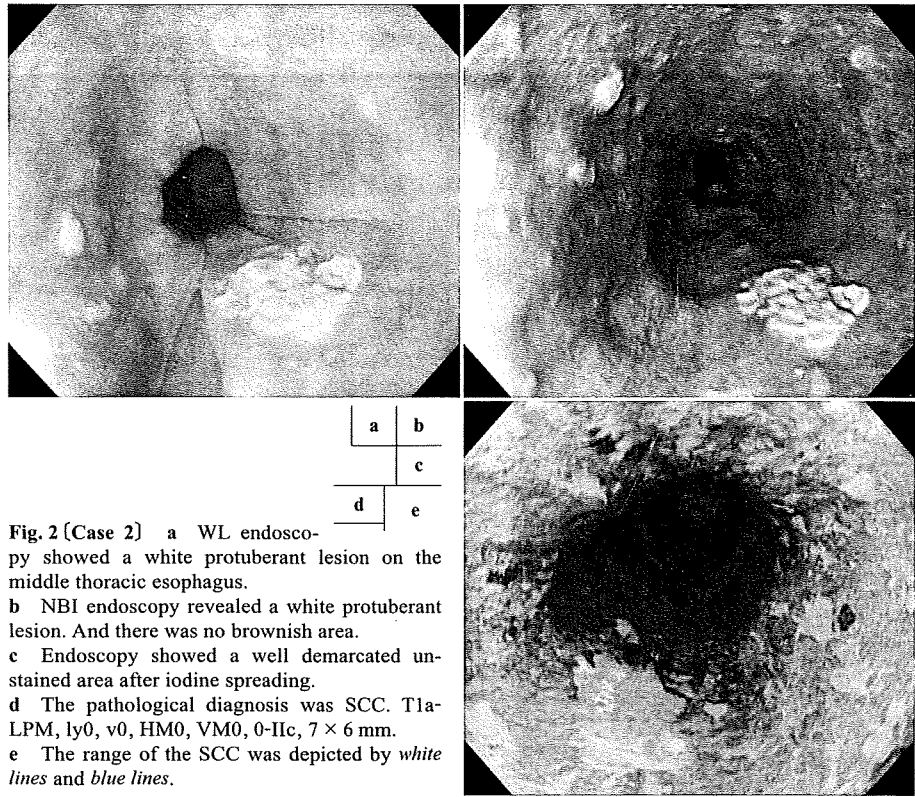 a b
c
d e
Fig. 2〔Case 2〕 a WL endosco-
py showed a white protuberant lesion on the
middle thoracic esophagus.
b NBI endoscopy revealed a white protuberant
lesion. And there was no brownish area.
c Endoscopy showed a well demarcated un-
stained area after iodine spreading.
d The pathological diagnosis was SCC. T1a-
LPM, ly0, v0, HM0, VM0, 0-IIc, 7 × 6 mm.
e The range of the SCC was depicted by white
lines and blue lines.